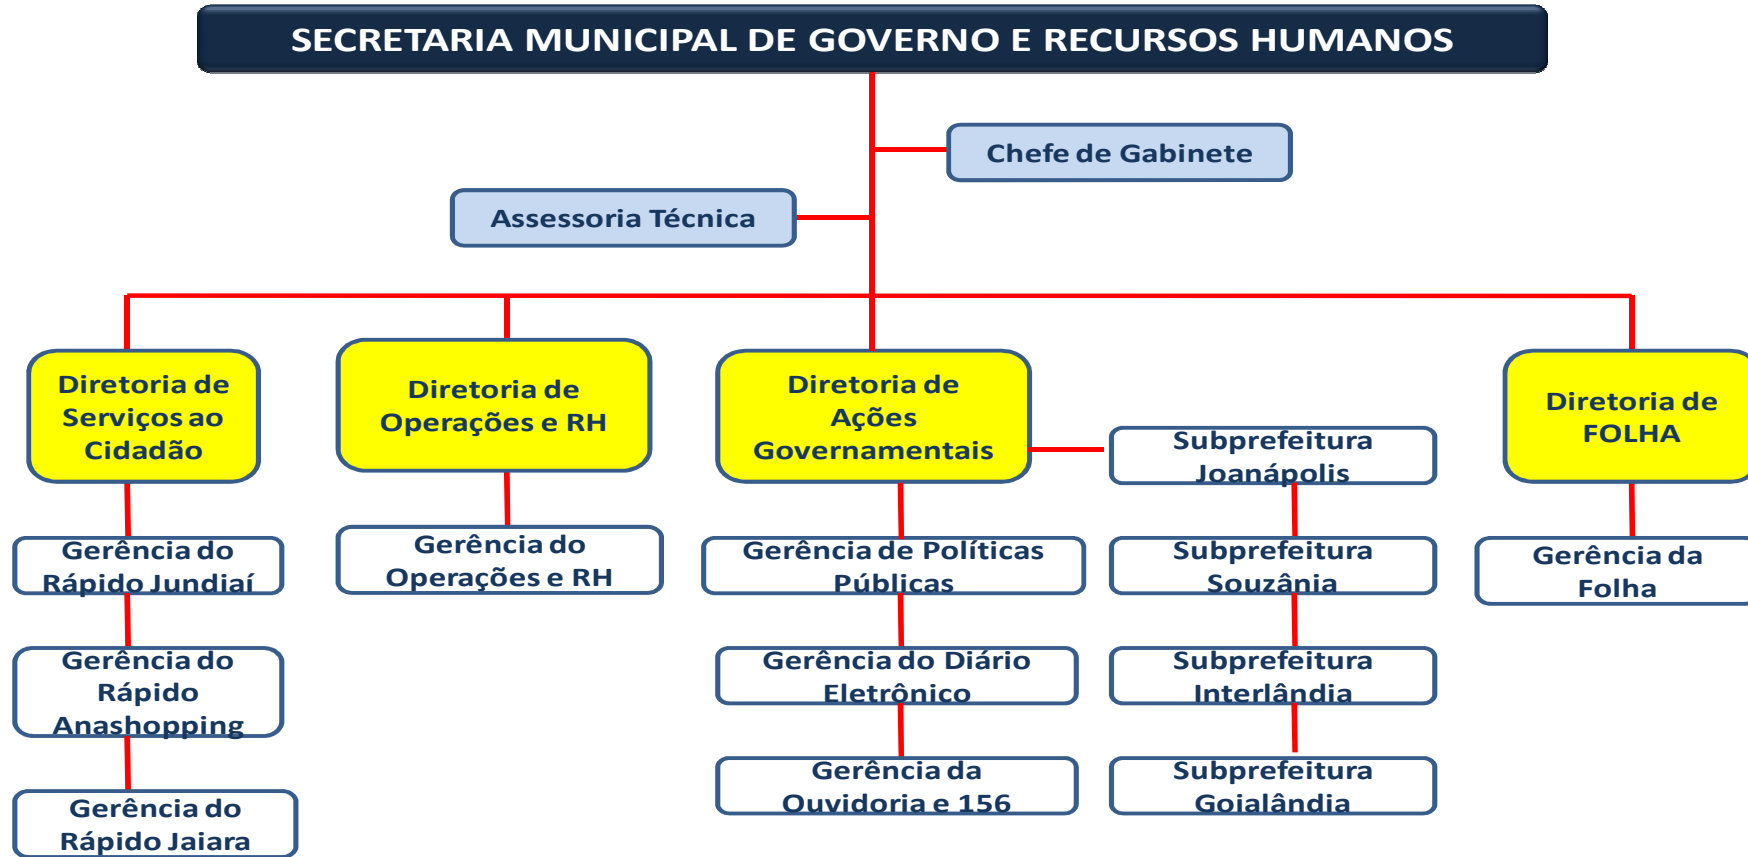 SECRETARIA MUNICIPAL DE GOVERNO E RECURSOS HUMANOS
Chefe de Gabinete
Assessoria Técnica
Diretoria de
Serviços ao
Cidadão
Diretoria de
Operações e RH
Diretoria de
Ações
Governamentais
Diretoria de
FOLHA
Gerência do
Rápido Jundiaí
Gerência do
Rápido
Anashopping
Gerência do
Rápido Jaiara
Gerência do
Operações e RH
Gerência de Políticas
Públicas
Gerência do Diário
Eletrônico
Gerência da
Ouvidoria e 156
Subprefeitura
Joanápolis
Subprefeitura
Souzânia
Subprefeitura
Interlândia
Subprefeitura
Goialândia
Gerência da
Folha